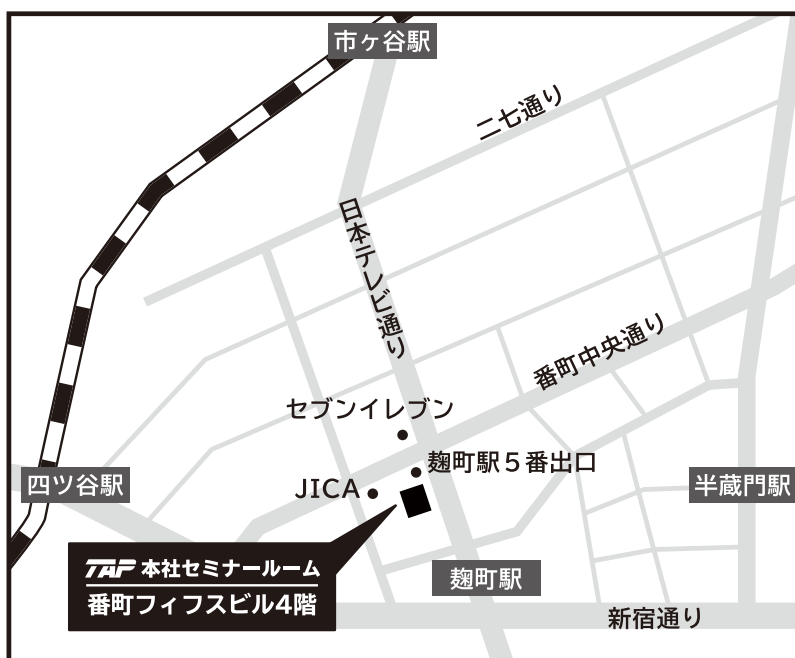 市ヶ谷駅
二七通り
日本テレビ通り
番町中央通り
セブンイレブン
麹町駅５番出口
四ツ谷駅
JICA
半蔵門駅
TAP 本社セミナールーム
番町フィフスビル4階
麹町駅
新宿通り